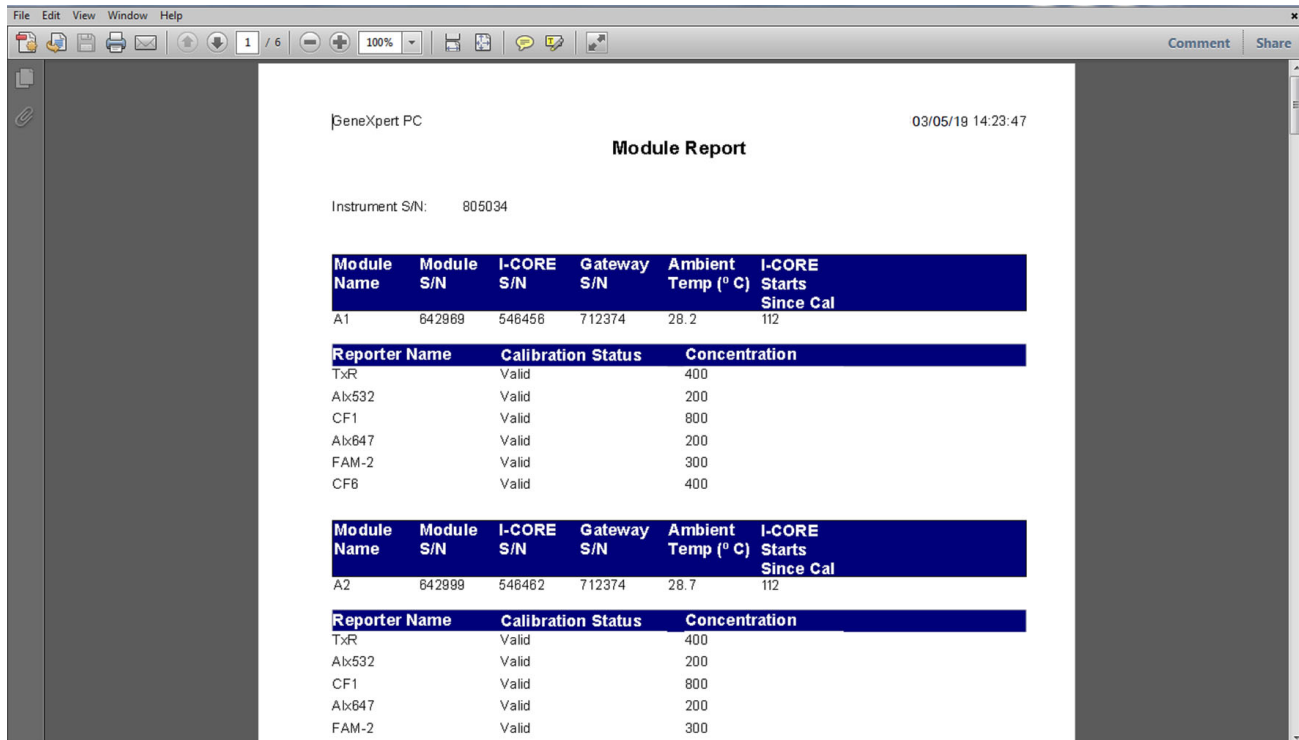 File Edit View Window Help x
1 / 6 100% Comment Share
GeneXpert PC 03/05/19 14:23:47
Module Report
Instrument S/N: 805034
Module Name Module S/N I-CORE S/N Gateway S/N Ambient Temp (º C) I-CORE Starts Since Cal
A1 642969 546456 712374 28.2 112
Reporter Name Calibration Status Concentration
TxR Valid 400
Alx532 Valid 200
CF1 Valid 800
Alx647 Valid 200
FAM-2 Valid 300
CF6 Valid 400
Module Name Module S/N I-CORE S/N Gateway S/N Ambient Temp (º C) I-CORE Starts Since Cal
A2 642999 546462 712374 28.7 112
Reporter Name Calibration Status Concentration
TxR Valid 400
Alx532 Valid 200
CF1 Valid 800
Alx647 Valid 200
FAM-2 Valid 300